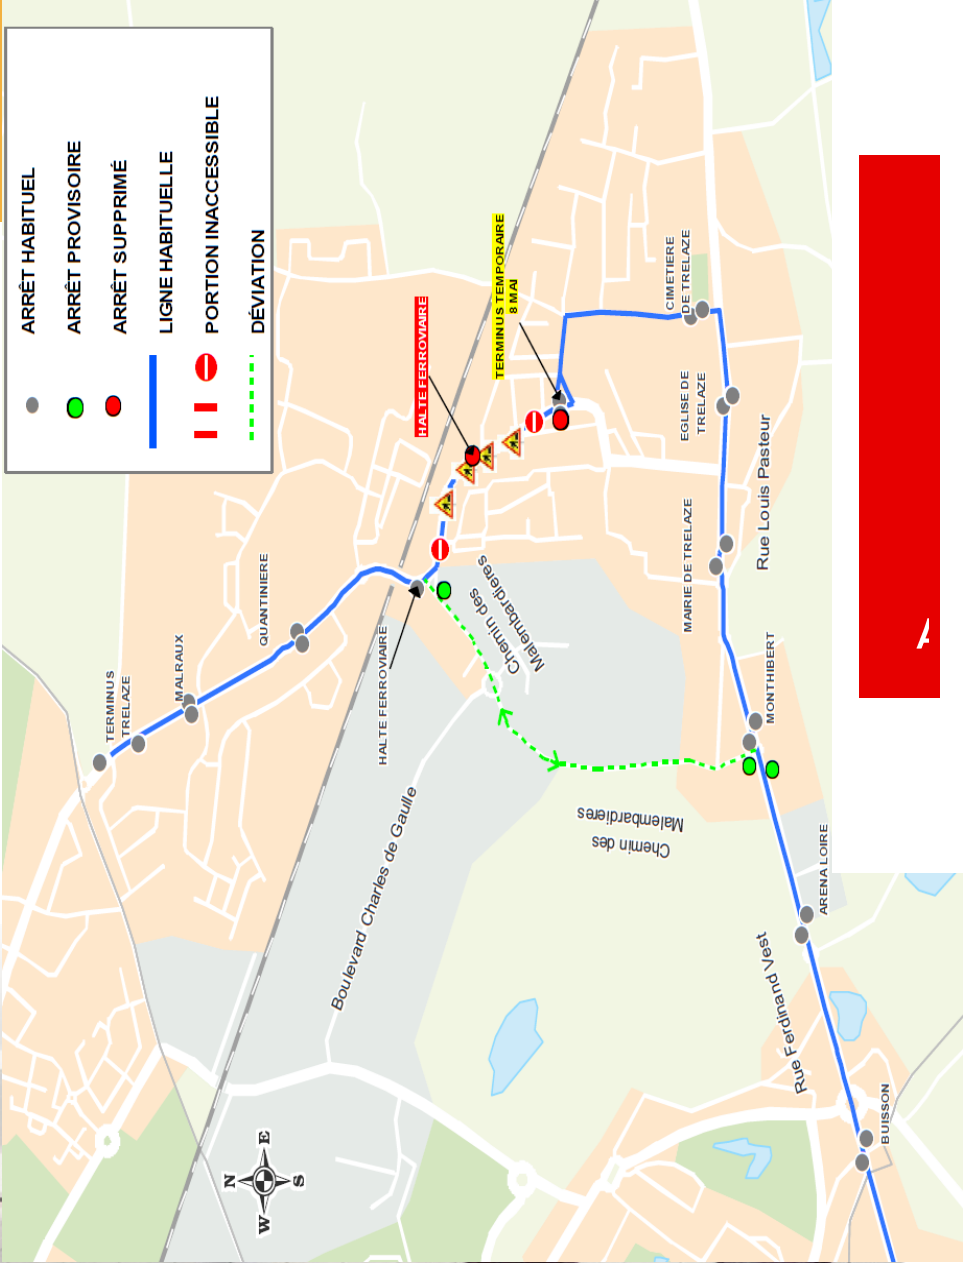 ARRÊT HABITUEL
ARRÊT PROVISOIRE
ARRÊT SUPPRIMÉ
LIGNE HABITUELLE
PORTION INACCESSIBLE
DÉVIATION
HALTE FERROVIAIRE
TERMINUS TEMPORAIRE
8 MAI
CIMETIERE
DE TRELAZE
EGLISE DE
TRELAZE
Rue Louis Pasteur
MAIRIE DE TRELAZE
MONTHIBERT
QUANTINIERE
MALRAUX
TERMINUS
TRELAZE
HALTE FERROVIAIRE
Chemin des
Malembardieres
Chemin des
Malembardieres
Boulevard Charles de Gaulle
ARENA LOIRE
Rue Ferdinand Vest
BUISSON
N
E
S
W